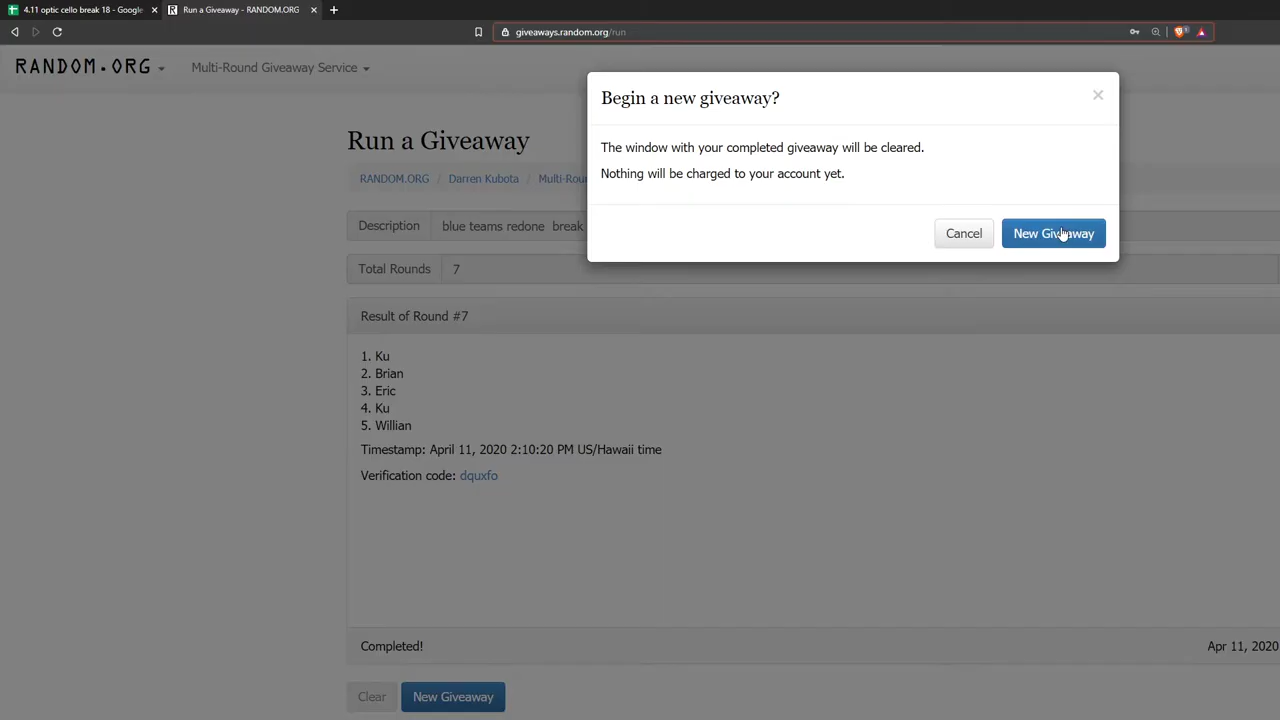 4.11 optic cello break 18 - Google
Run a Giveaway - RANDOM.ORG
giveaways.random.org/run
RANDOM.ORG
Multi-Round Giveaway Service
Begin a new giveaway?
The window with your completed giveaway will be cleared.
Nothing will be charged to your account yet.
Cancel
New Giveaway
Run a Giveaway
RANDOM.ORG / Darren Kubota /
Description
blue teams redone break
Total Rounds
7
Result of Round #7
1. Ku
2. Brian
3. Eric
4. Ku
5. Willian
Timestamp: April 11, 2020 2:10:20 PM US/Hawaii time
Verification code: dquxfo
Completed!
Apr 11, 2020
Clear
New Giveaway